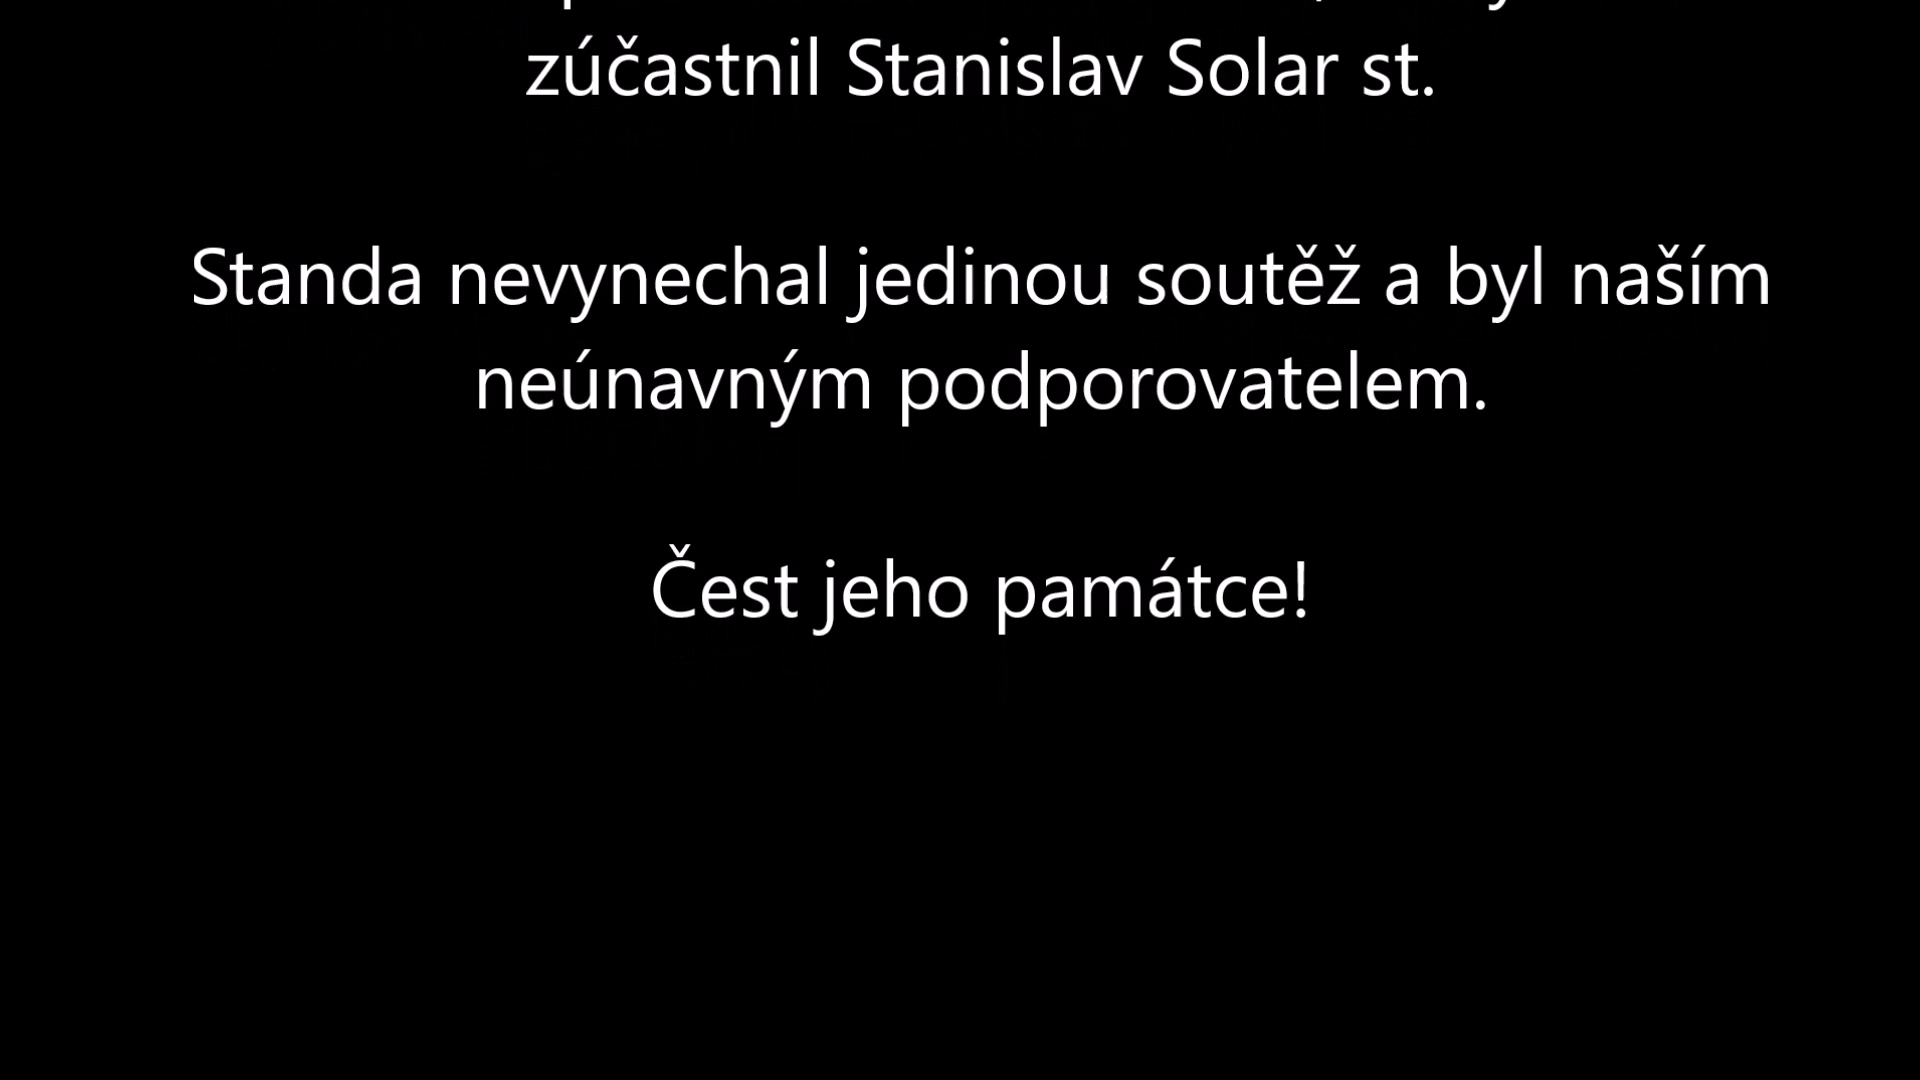 zúčastnil Stanislav Solar st.
Standa nevynechal jedinou soutěž a byl naším
neúnavným podporovatelem.
Čest jeho památce!